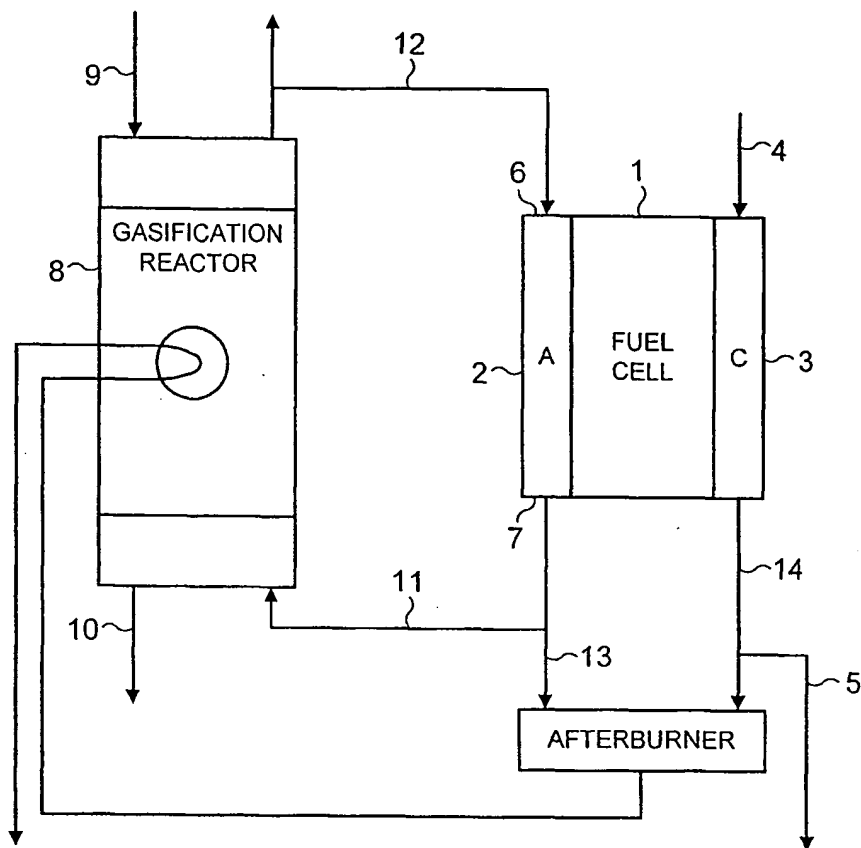 12
9
4
6
1
GASIFICATION
REACTOR
8
2
A
FUEL
CELL
C
3
7
14
11
10
13
5
AFTERBURNER